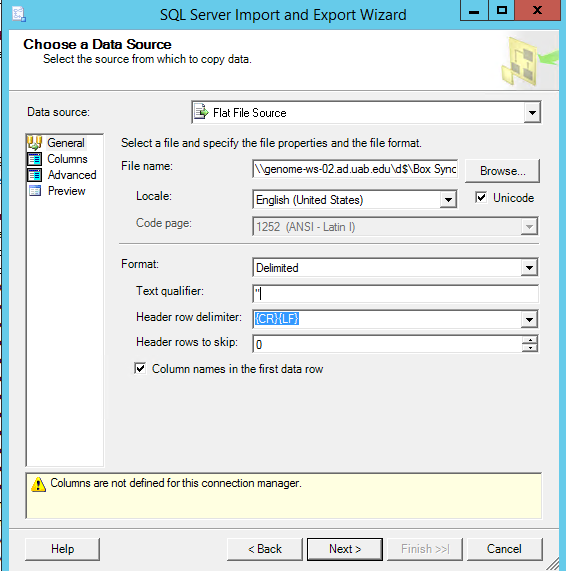 SQL Server Import and Export Wizard
Choose a Data Source
Select the source from which to copy data.
Data source: Flat File Source
General
Columns
Advanced
Preview
Select a file and specify the file properties and the file format.
File name: \\genome-ws-02.ad.uab.edu\d$\Box Sync Browse...
Locale: English (United States) Unicode
Code page: 1252 (ANSI - Latin I)
Format: Delimited
Text qualifier: "
Header row delimiter: {CR}{LF}
Header rows to skip: 0
Column names in the first data row
Columns are not defined for this connection manager.
Help < Back Next > Finish >>| Cancel